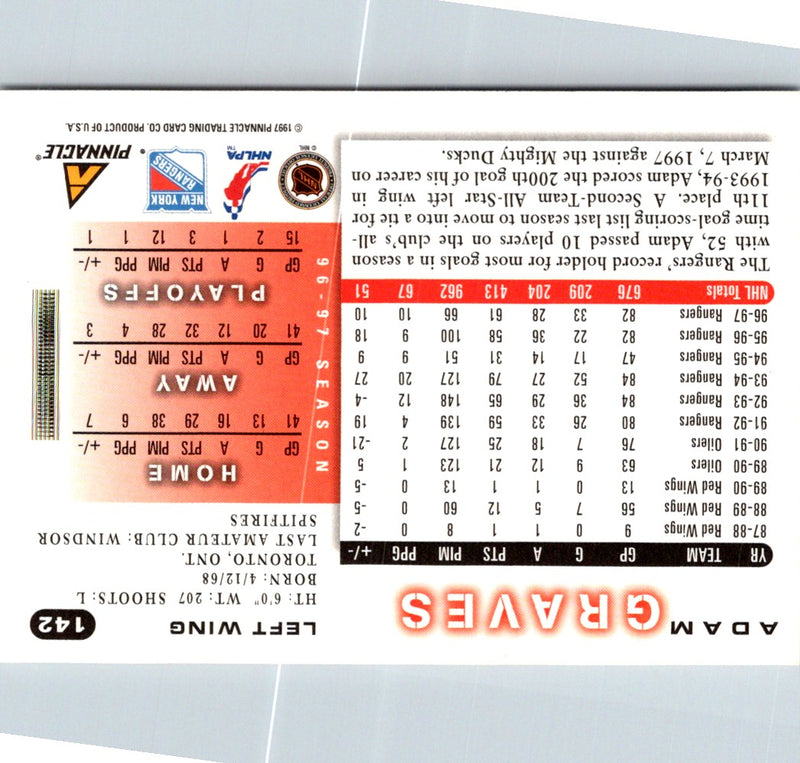 ADAM GRAVES
LEFT WING 142
HT: 6'0" WT: 207 SHOOTS: L
BORN: 4/12/68
TORONTO, ONT.
LAST AMATEUR CLUB: WINDSOR
SPITFIRES
YR TEAM GP G A PTS PIM PPG +/-
87-88 Red Wings 9 0 1 1 8 0 -2
88-89 Red Wings 56 7 5 12 60 0 -5
89-90 Red Wings 13 0 1 1 13 0 -5
89-90 Oilers 63 9 12 21 123 1 5
90-91 Oilers 76 7 18 25 127 2 -21
91-92 Rangers 80 26 33 59 139 4 19
92-93 Rangers 84 36 29 65 148 12 -4
93-94 Rangers 84 52 27 79 127 20 27
94-95 Rangers 47 17 14 31 51 9 9
95-96 Rangers 82 22 36 58 100 9 18
96-97 Rangers 82 33 28 61 66 10 10
NHL Totals 676 209 204 413 962 67 51
The Rangers' record holder for most goals in a season
with 52, Adam passed 10 players on the club's all-
time goal-scoring list last season to move into a tie for
11th place. A Second-Team All-Star left wing in
1993-94, Adam scored the 200th goal of his career on
March 7, 1997 against the Mighty Ducks.
96-97 SEASON
HOME
GP G A PTS PIM PPG +/-
41 13 16 29 38 6 7
AWAY
GP G A PTS PIM PPG +/-
41 20 12 32 28 4 3
PLAYOFFS
GP G A PTS PIM PPG +/-
15 2 1 3 12 1 1
NHL
© NHL
NHLPA™
NEW YORK
RANGERS
PINNACLE®
© 1997 PINNACLE TRADING CARD CO. PRODUCT OF U.S.A.